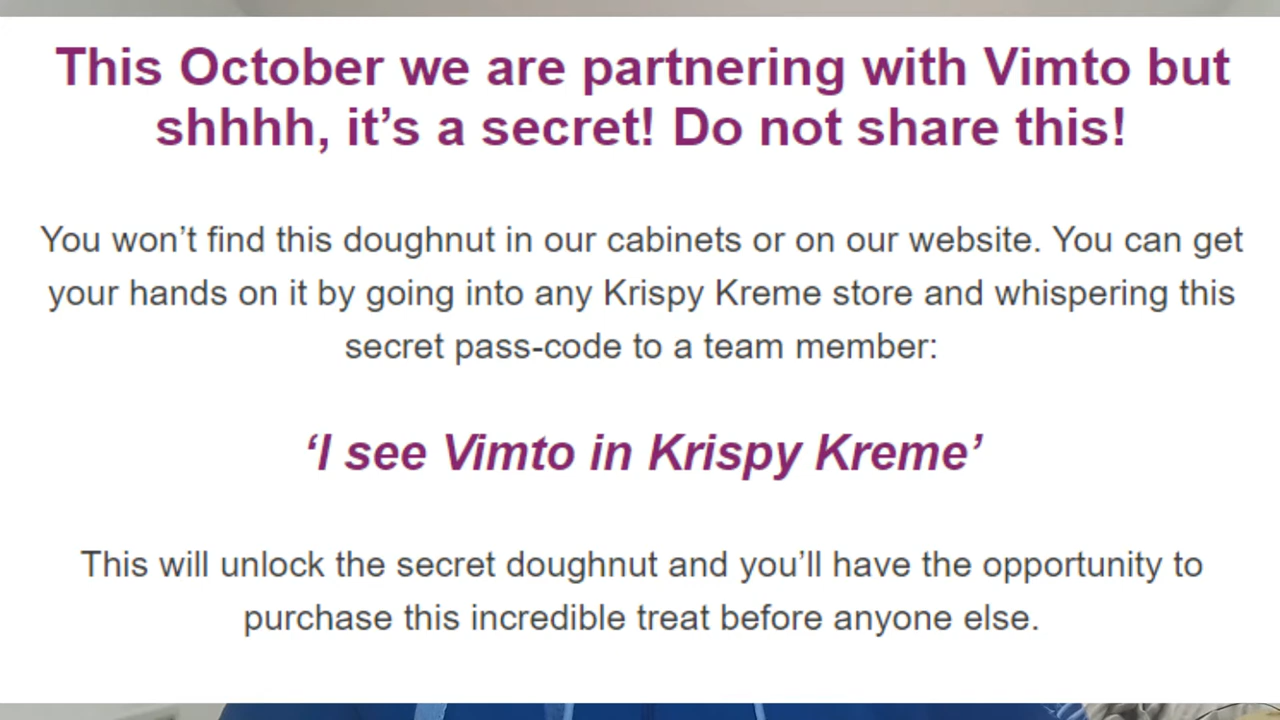 This October we are partnering with Vimto but
shhhh, it’s a secret! Do not share this!
You won’t find this doughnut in our cabinets or on our website. You can get
your hands on it by going into any Krispy Kreme store and whispering this
secret pass-code to a team member:
‘I see Vimto in Krispy Kreme’
This will unlock the secret doughnut and you’ll have the opportunity to
purchase this incredible treat before anyone else.